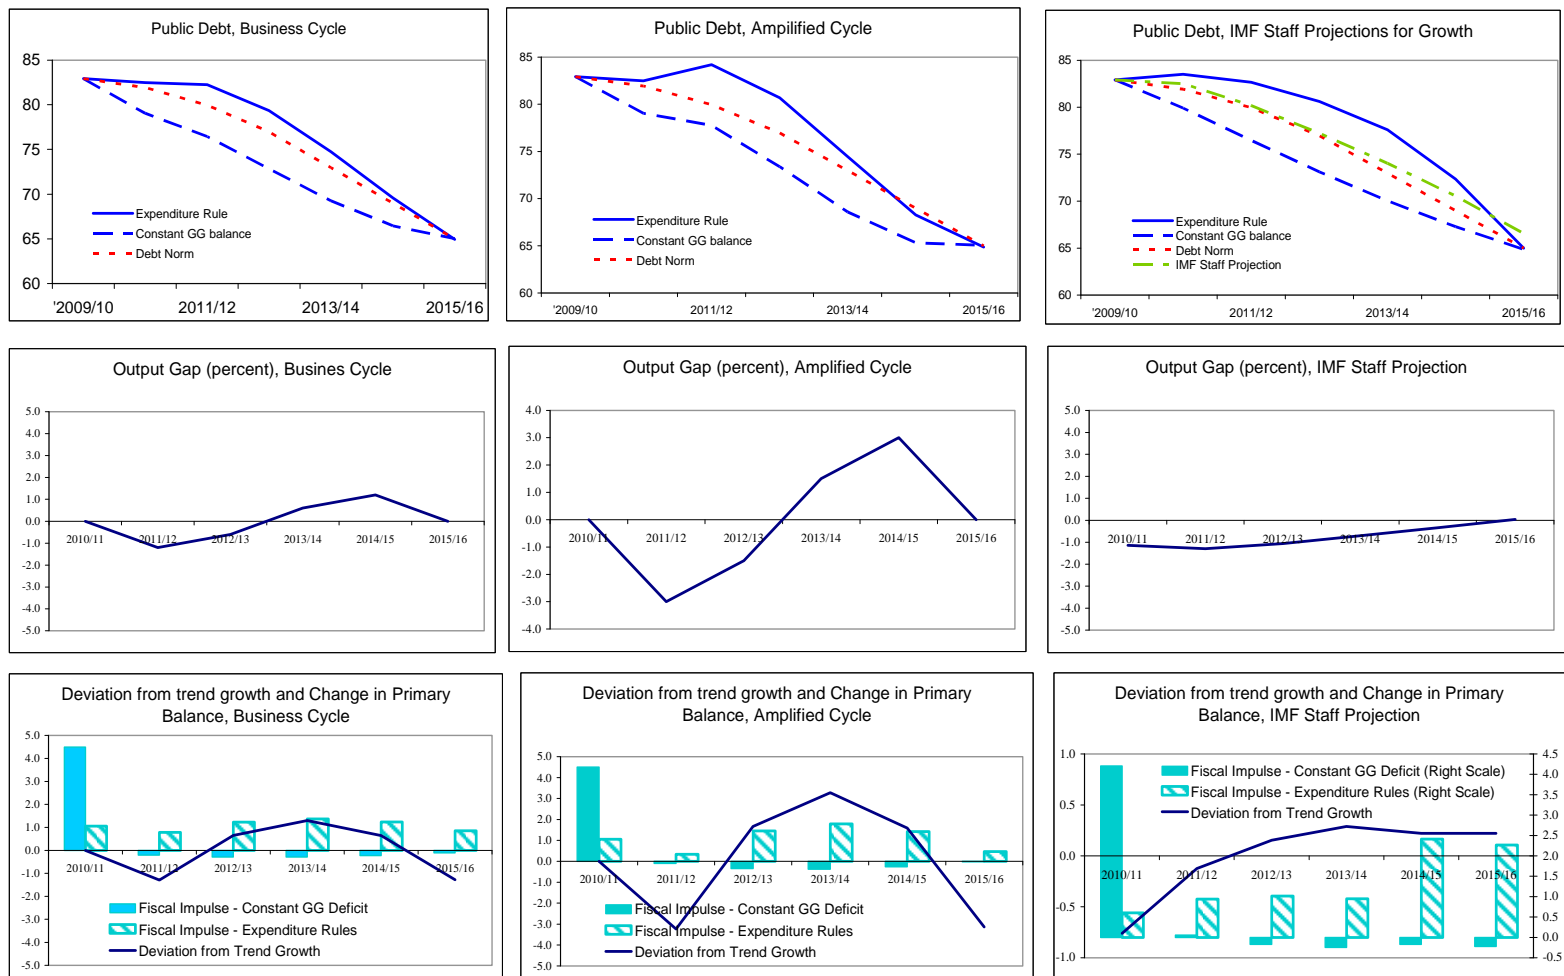 Public Debt, Business Cycle
85
80
75
70
65
60
Expenditure Rule
Constant GG balance
Debt Norm
'2009/10 2011/12 2013/14 2015/16
Public Debt, Ampilified Cycle
85
80
75
70
65
60
Expenditure Rule
Constant GG balance
Debt Norm
'2009/10 2011/12 2013/14 2015/16
Public Debt, IMF Staff Projections for Growth
85
80
75
70
65
60
Expenditure Rule
Constant GG balance
Debt Norm
IMF Staff Projection
'2009/10 2011/12 2013/14 2015/16
Output Gap (percent), Busines Cycle
5.0
4.0
3.0
2.0
1.0
0.0
-1.0
-2.0
-3.0
-4.0
-5.0
2010/11 2011/12 2012/13 2013/14 2014/15 2015/16
Output Gap (percent), Amplified Cycle
4.0
3.0
2.0
1.0
0.0
-1.0
-2.0
-3.0
-4.0
2010/11 2011/12 2012/13 2013/14 2014/15 2015/16
Output Gap (percent), IMF Staff Projection
5.0
4.0
3.0
2.0
1.0
0.0
-1.0
-2.0
-3.0
-4.0
-5.0
2010/11 2011/12 2012/13 2013/14 2014/15 2015/16
Deviation from trend growth and Change in Primary
Balance, Business Cycle
5.0
4.0
3.0
2.0
1.0
0.0
-1.0
-2.0
-3.0
-4.0
-5.0
2010/11 2011/12 2012/13 2013/14 2014/15 2015/16
Fiscal Impulse - Constant GG Deficit
Fiscal Impulse - Expenditure Rules
Deviation from Trend Growth
Deviation from trend growth and Change in Primary
Balance, Amplified Cycle
5.0
4.0
3.0
2.0
1.0
0.0
-1.0
-2.0
-3.0
-4.0
-5.0
2010/11 2011/12 2012/13 2013/14 2014/15 2015/16
Fiscal Impulse - Constant GG Deficit
Fiscal Impulse - Expenditure Rules
Deviation from Trend Growth
Deviation from trend growth and Change in Primary
Balance, IMF Staff Projection
1.0
0.5
0.0
-0.5
-1.0
Fiscal Impulse - Constant GG Deficit (Right Scale)
Fiscal Impulse - Expenditure Rules (Right Scale)
Deviation from Trend Growth
2010/11 2011/12 2012/13 2013/14 2014/15 2015/16
4.5
4.0
3.5
3.0
2.5
2.0
1.5
1.0
0.5
0.0
-0.5